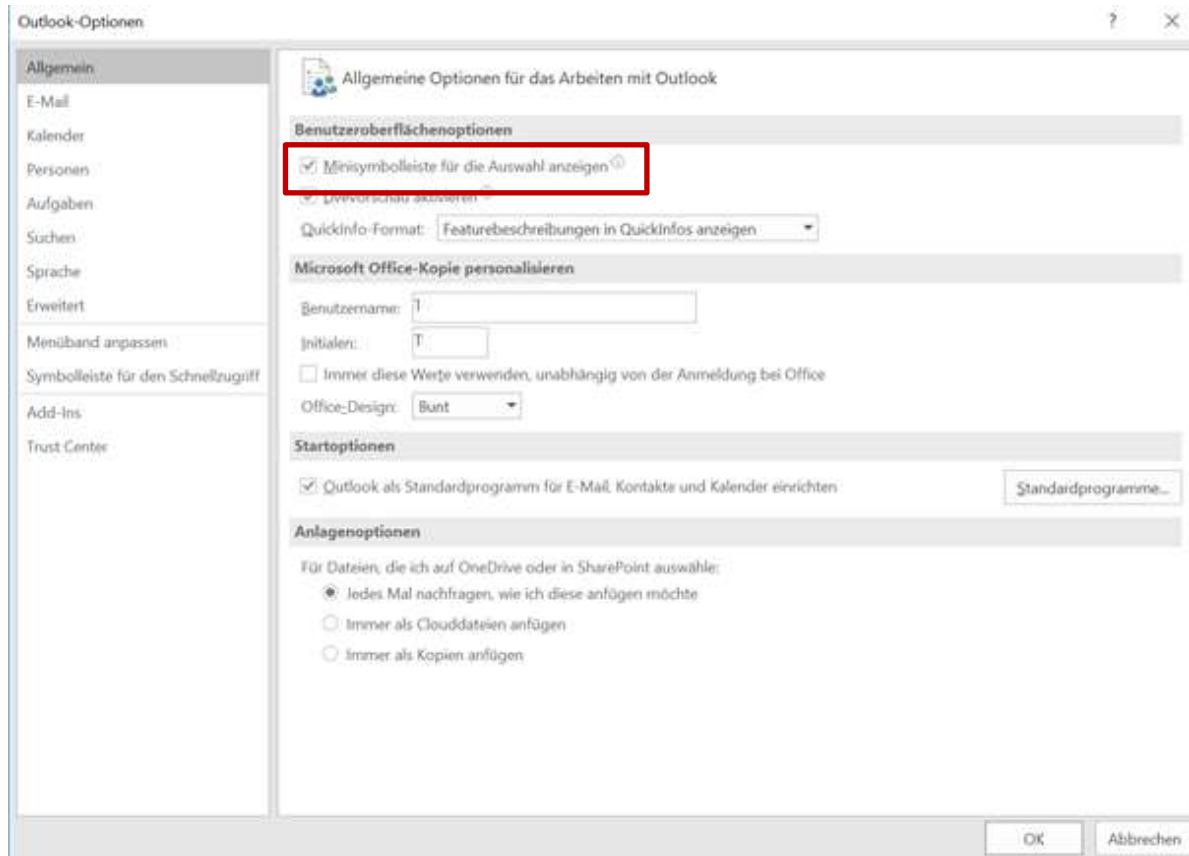 Outlook-Optionen
?
Allgemein
E-Mail
Kalender
Personen
Aufgaben
Suchen
Sprache
Erweitert
Menüband anpassen
Symbolleiste für den Schnellzugriff
Add-Ins
Trust Center
Allgemeine Optionen für das Arbeiten mit Outlook
Benutzeroberflächenoptionen
Minisymbolleiste für die Auswahl anzeigen
Livevorschau aktivieren
QuickInfo-Format: Featurebeschreibungen in QuickInfos anzeigen
Microsoft Office-Kopie personalisieren
Benutzername: T
Initialen: T
Immer diese Werte verwenden, unabhängig von der Anmeldung bei Office
Office-Design: Bunt
Startoptionen
Outlook als Standardprogramm für E-Mail, Kontakte und Kalender einrichten
Standardprogramme...
Anlagenoptionen
Für Dateien, die ich auf OneDrive oder in SharePoint auswähle:
Jedes Mal nachfragen, wie ich diese anfügen möchte
Immer als Clouddateien anfügen
Immer als Kopien anfügen
OK
Abbrechen